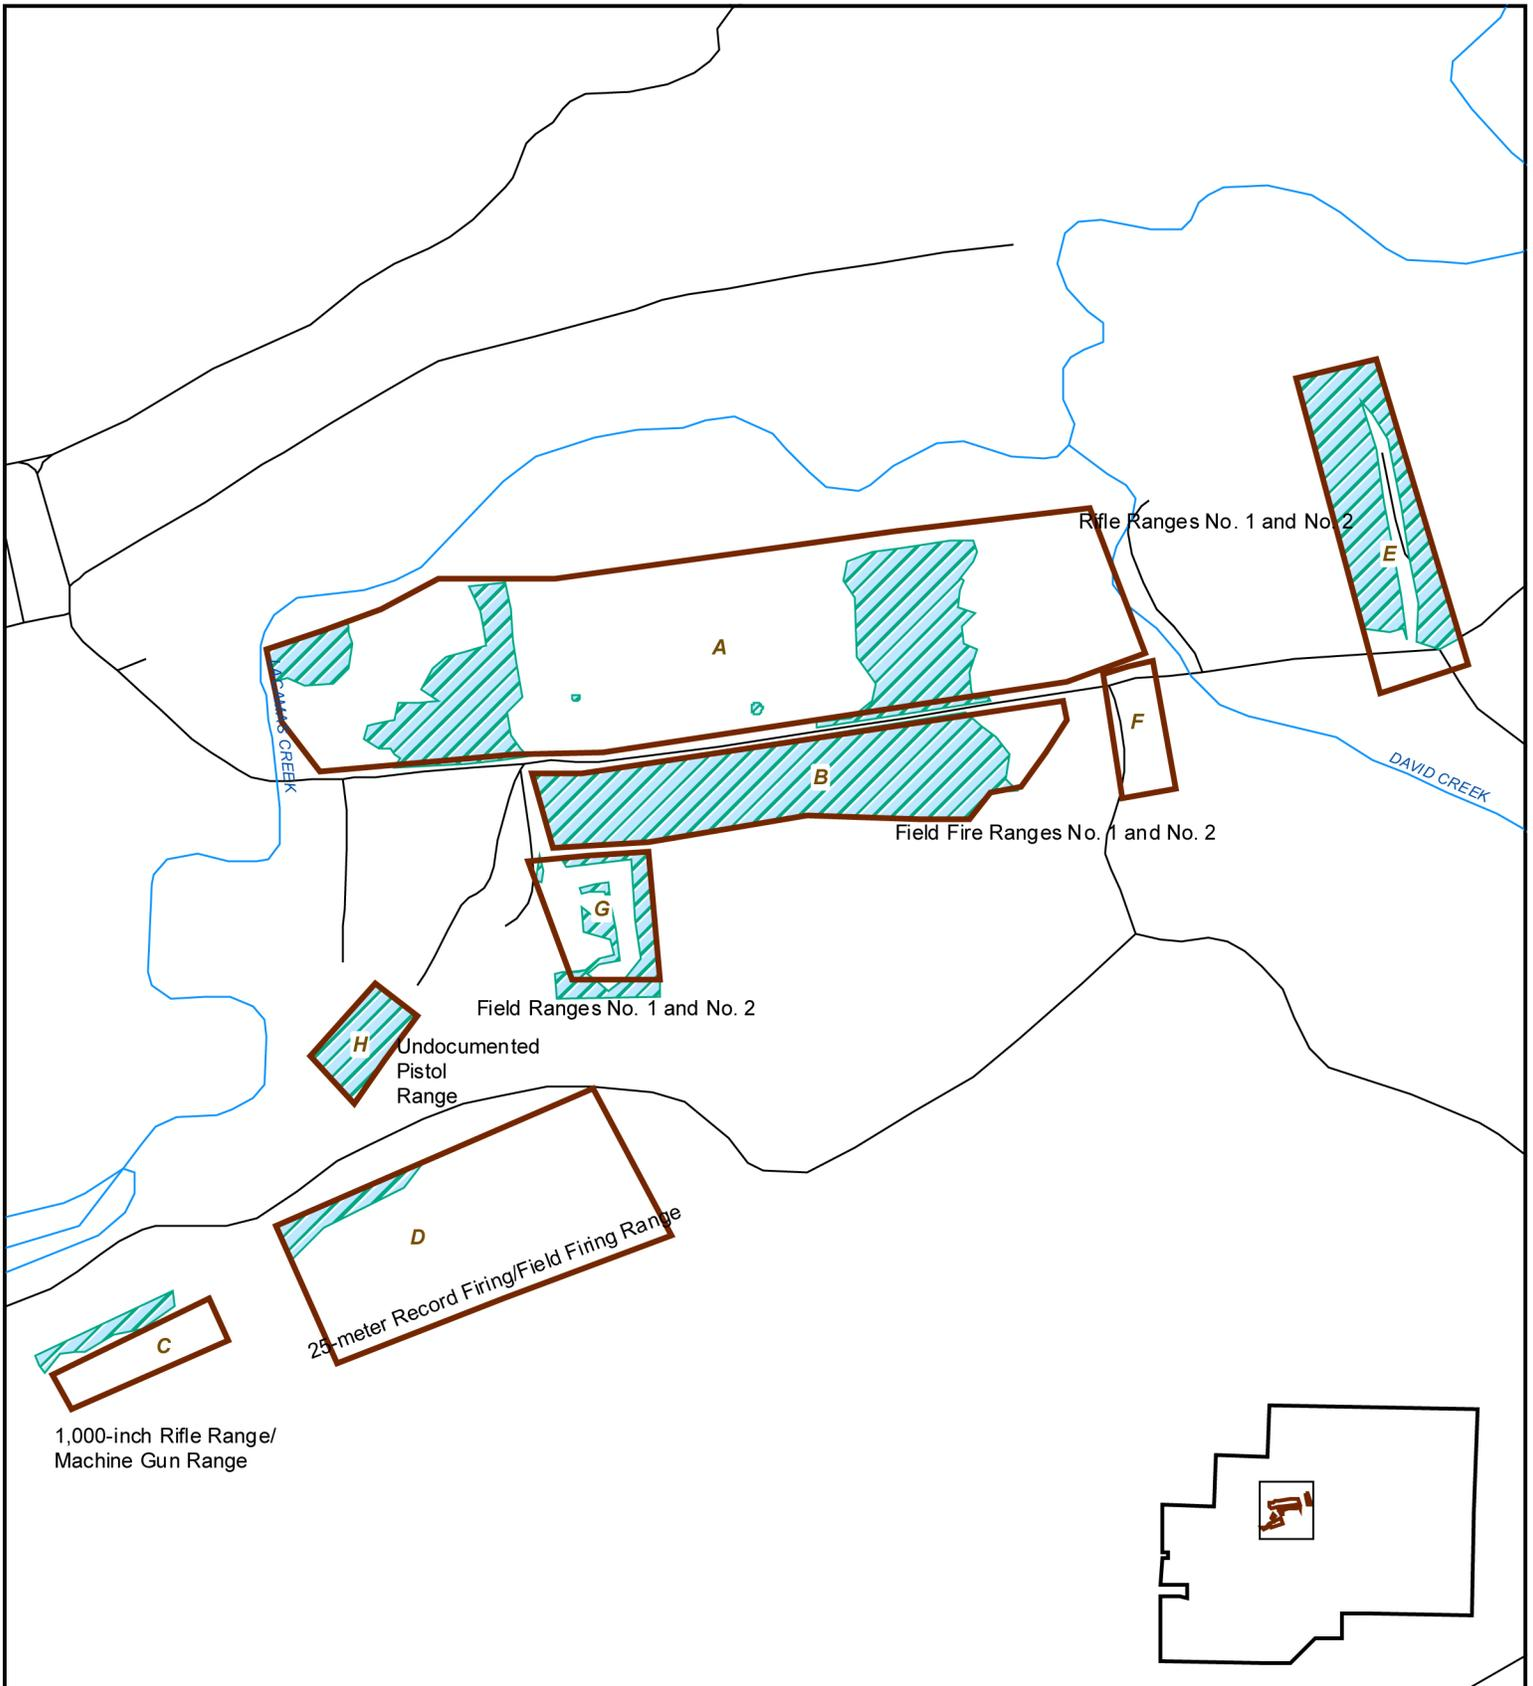 Rifle Ranges No. 1 and No. 2
E
A
LACAMAS CREEK
F
B
DAVID CREEK
Field Fire Ranges No. 1 and No. 2
G
Field Ranges No. 1 and No. 2
H
Undocumented
Pistol
Range
D
25-meter Record Firing/Field Firing Range
C
1,000-inch Rifle Range/
Machine Gun Range